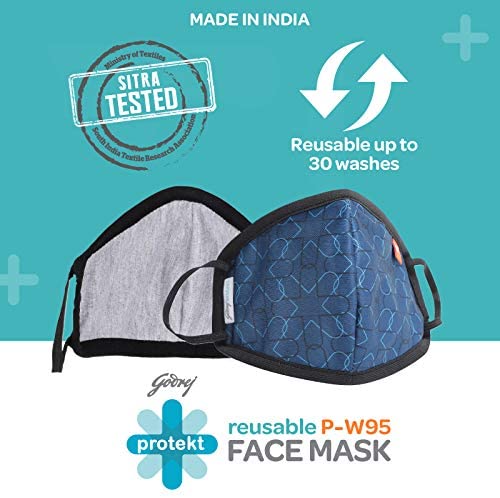 MADE IN INDIA
Ministry of Textiles
SITRA
TESTED
South India Textile Research Association
Reusable up to
30 washes
Godrej
protekt
reusable P-W95
FACE MASK